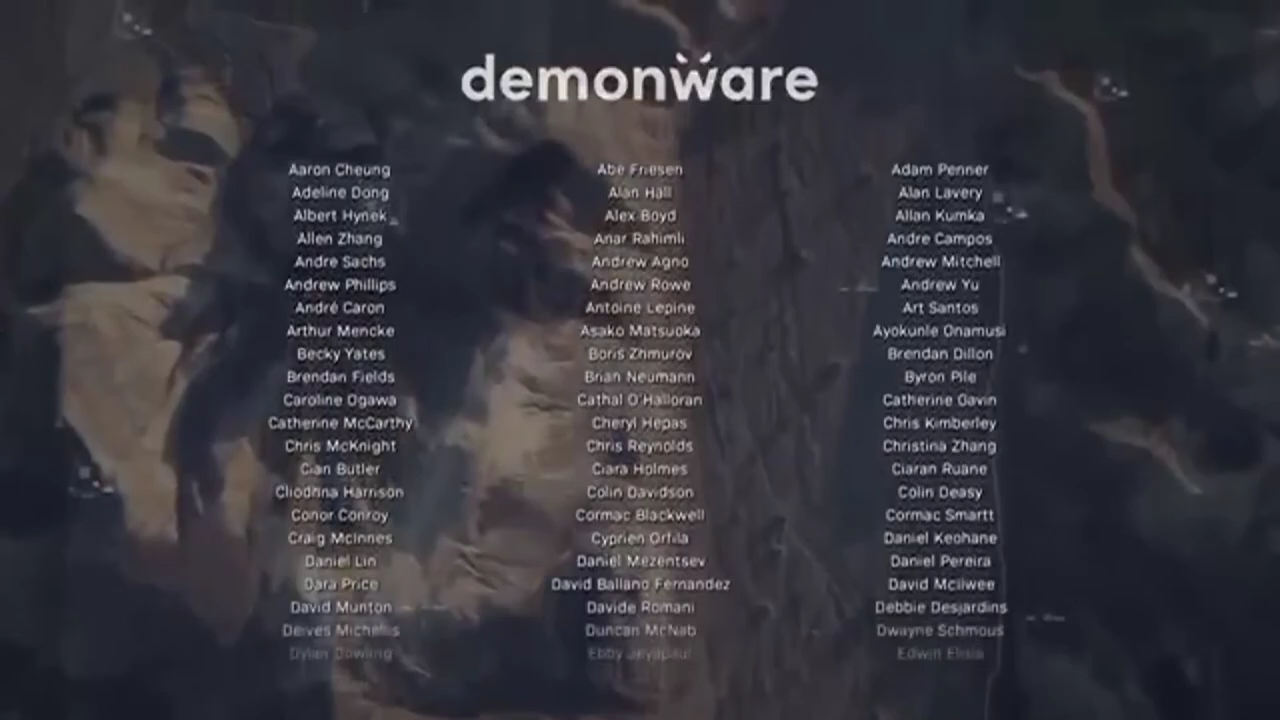 demonware
Aaron Cheung Abe Friesen Adam Penner
Adeline Dong Alan Hall Alan Lavery
Albert Hynek Alex Boyd Allan Kumka
Allen Zhang Anar Rahimli Andre Campos
Andre Sachs Andrew Agno Andrew Mitchell
Andrew Phillips Andrew Rowe Andrew Yu
André Caron Antoine Lepine Art Santos
Arthur Mencke Asako Matsuoka Ayokunle Onamusi
Becky Yates Boris Zhmurov Brendan Dillon
Brendan Fields Brian Neumann Byron Pile
Caroline Ogawa Cathal O'Halloran Catherine Gavin
Catherine McCarthy Cheryl Hepas Chris Kimberley
Chris McKnight Chris Reynolds Christina Zhang
Cian Butler Ciara Holmes Ciaran Ruane
Cliodhna Harrison Colin Davidson Colin Deasy
Conor Conroy Cormac Blackwell Cormac Smartt
Craig McInnes Cyprien Orfila Daniel Keohane
Daniel Lin Daniel Mezentsev Daniel Pereira
Dara Price David Ballano Fernandez David McIlwee
David Munton Davide Romani Debbie Desjardins
Deives Michellis Duncan McNab Dwayne Schmous
Dylan Dowling Ebby Edwin